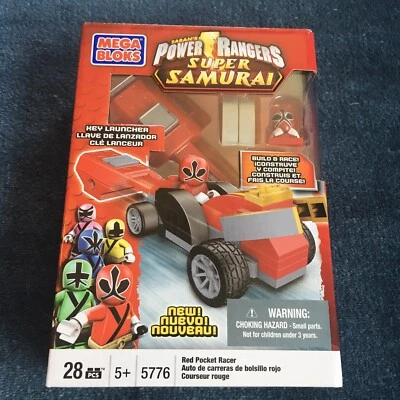 MEGA
BLOKS
SABAN'S
POWER RANGERS
SUPER
SAMURAI
KEY LAUNCHER
LLAVE DE LANZADOR
CLÉ LANCEUR
BUILD & RACE!
¡CONSTRUYE
Y COMPITE!
CONSTRUIS ET
FAIS LA COURSE!
NEW!
NUEVO!
NOUVEAU!
WARNING:
CHOKING HAZARD - Small parts.
Not for children under 3 years.
28 PCS
5+
5776
Red Pocket Racer
Auto de carreras de bolsillo rojo
Coureur rouge